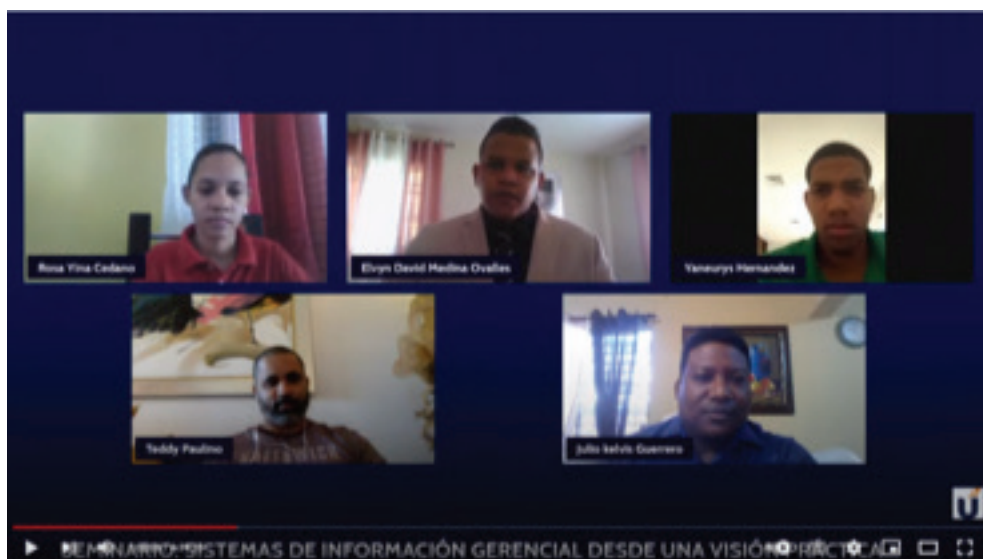 Rosa Yina Cedano
Elvyn David Medina Ovalles
Yaneurys Hernandez
Teddy Paulino
Julio kelvis Guerrero
SEMINARIO: SISTEMAS DE INFORMACIÓN GERENCIAL DESDE UNA VISIÓN PRÁCTICA